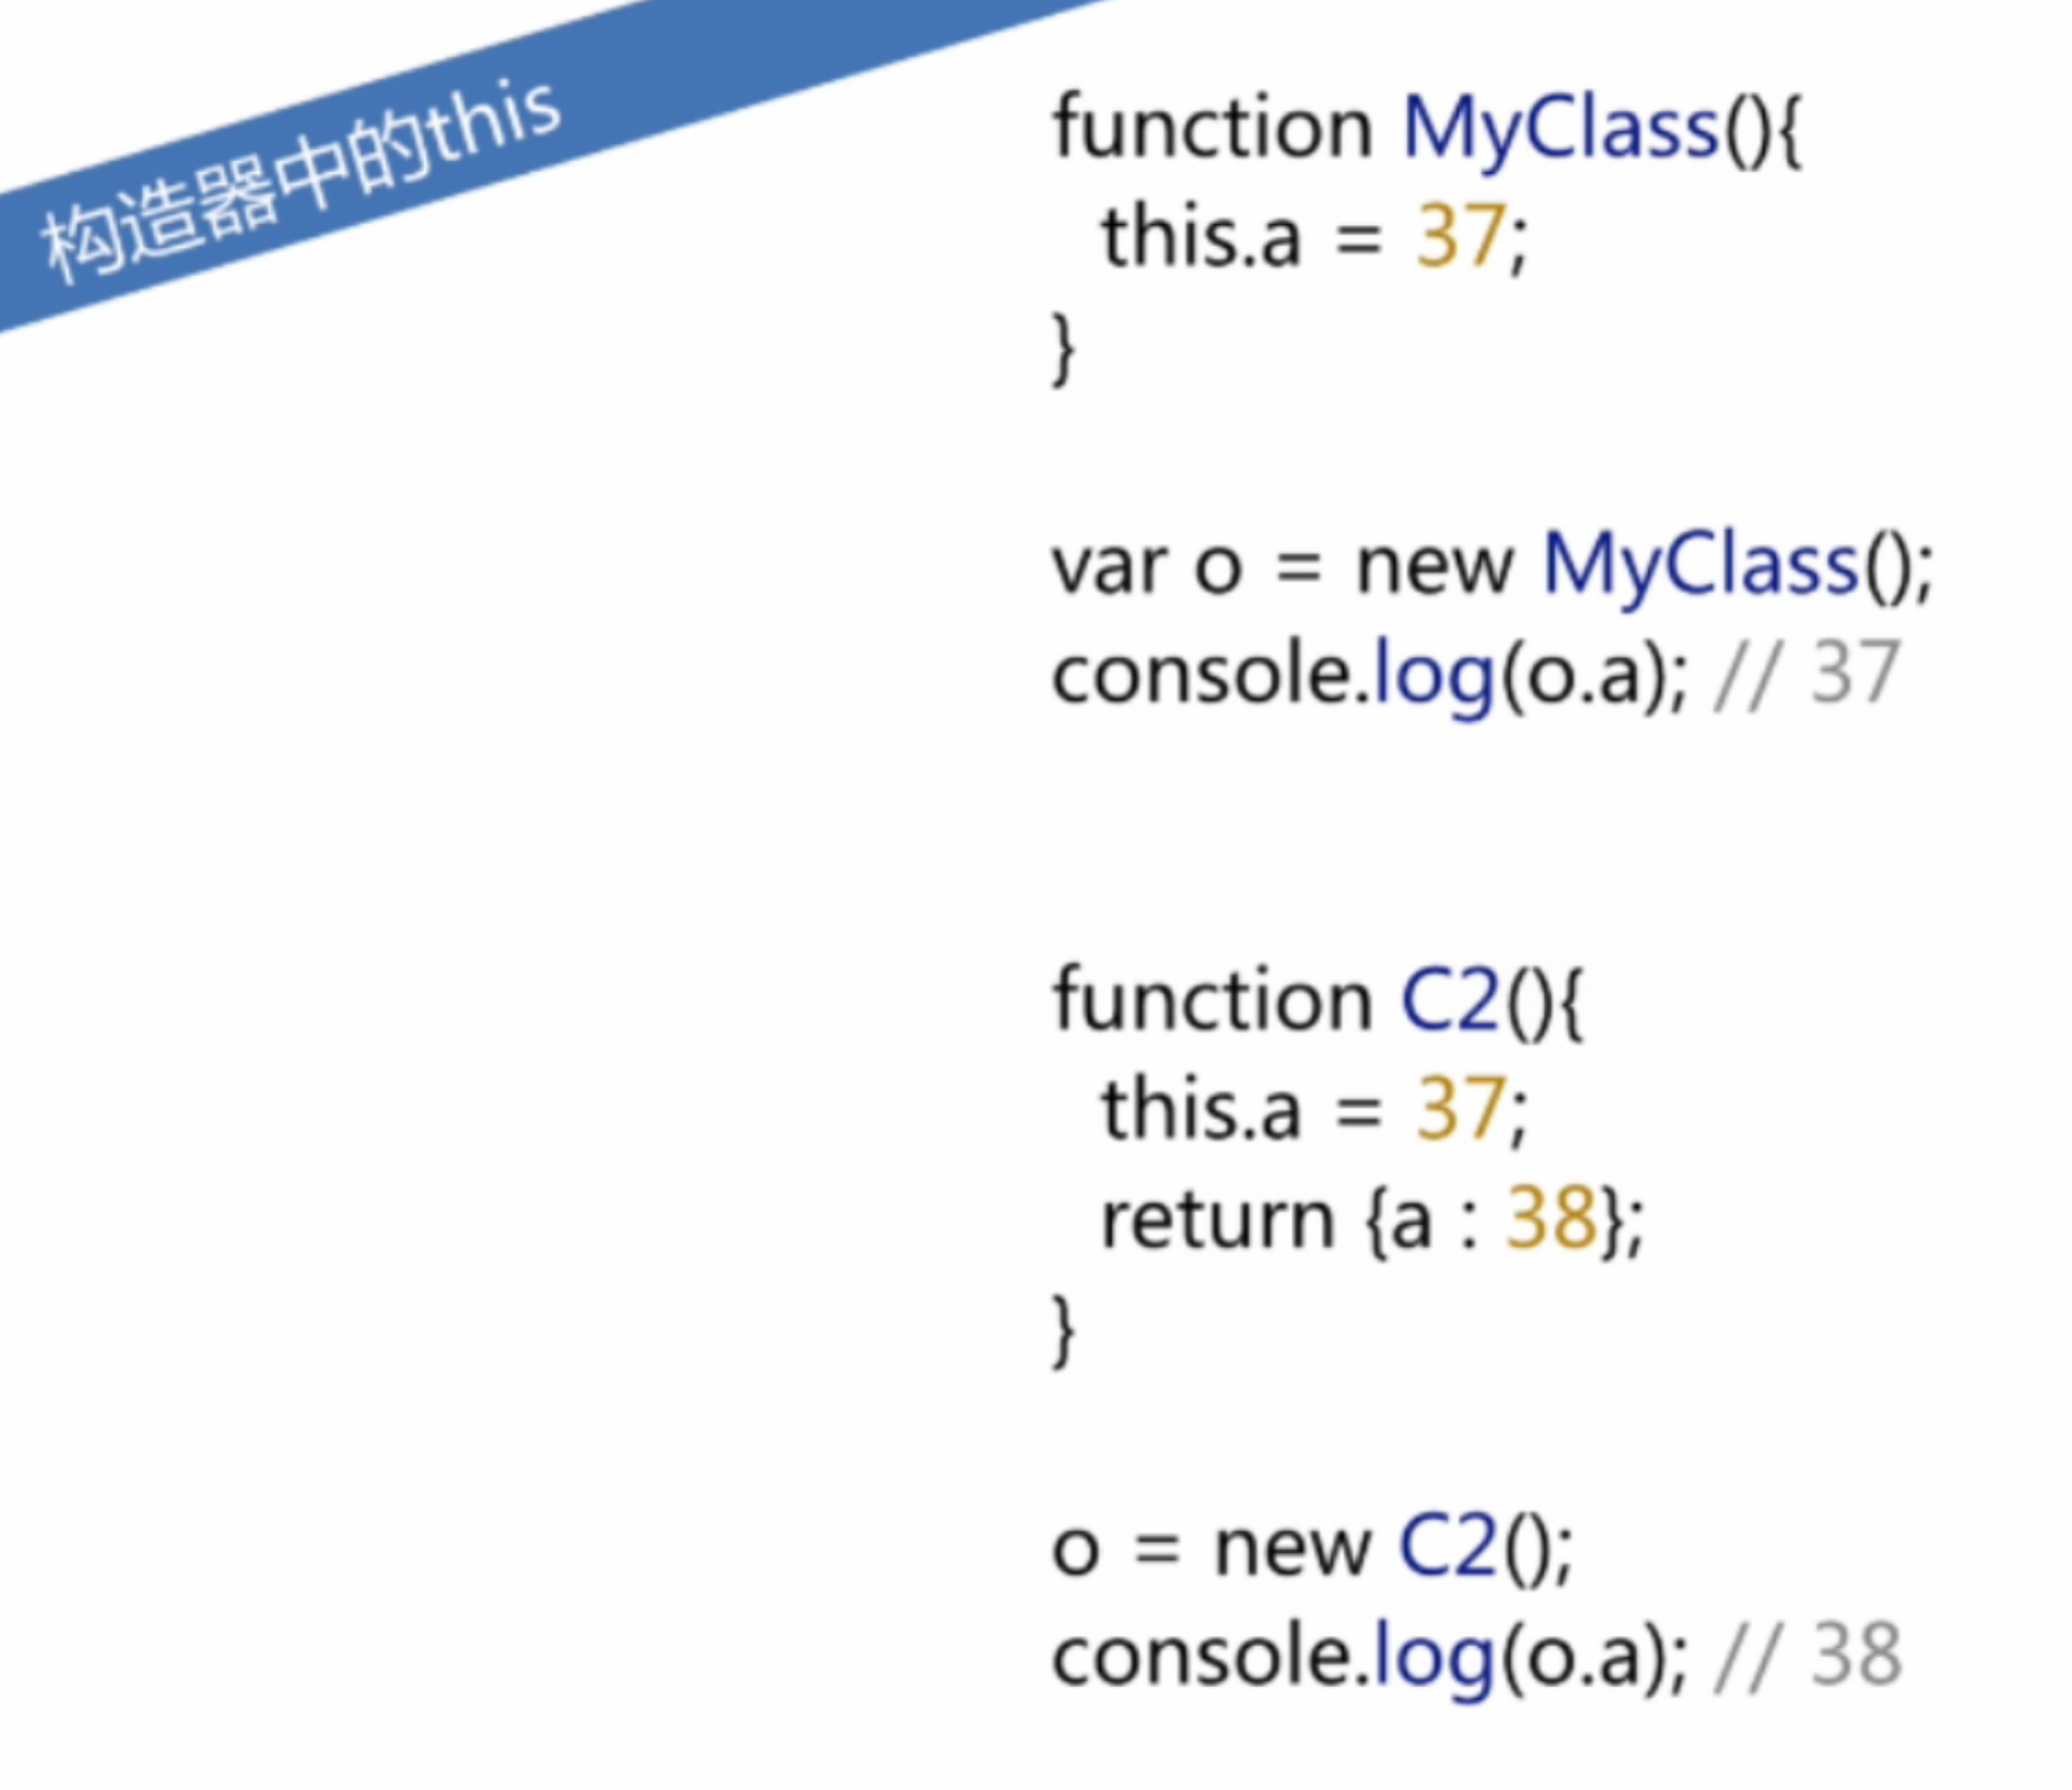 构造器中的this
function MyClass(){
this.a = 37;
}
var o = new MyClass();
console.log(o.a); // 37
function C2(){
this.a = 37;
return {a : 38};
}
o = new C2();
console.log(o.a); // 38